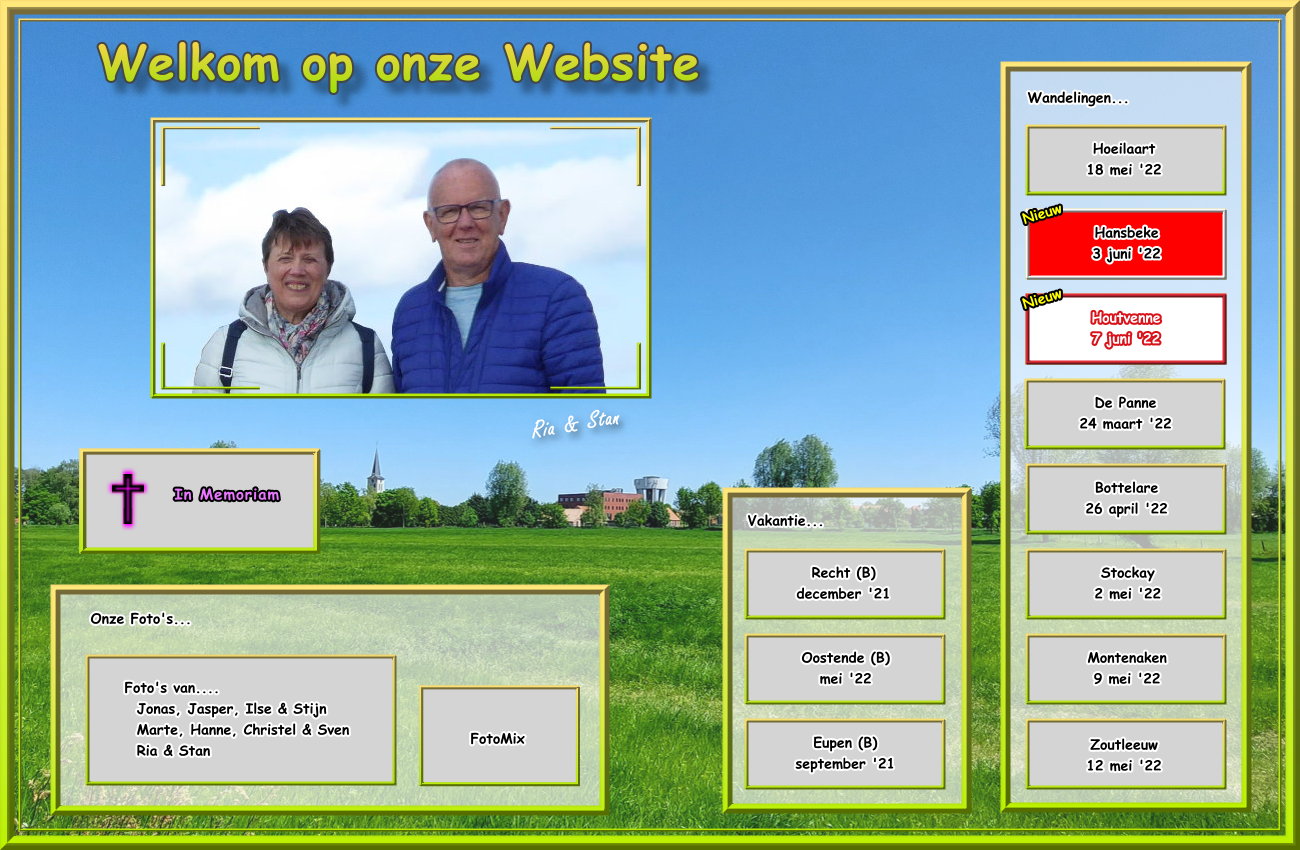 Welkom op onze Website
Ria & Stan
In Memoriam
Onze Foto's...
Foto's van....
Jonas, Jasper, Ilse & Stijn
Marte, Hanne, Christel & Sven
Ria & Stan
FotoMix
Vakantie...
Recht (B)
december '21
Oostende (B)
mei '22
Eupen (B)
september '21
Wandelingen...
Hoeilaart
18 mei '22
Nieuw
Hansbeke
3 juni '22
Nieuw
Houtvenne
7 juni '22
De Panne
24 maart '22
Bottelare
26 april '22
Stockay
2 mei '22
Montenaken
9 mei '22
Zoutleeuw
12 mei '22